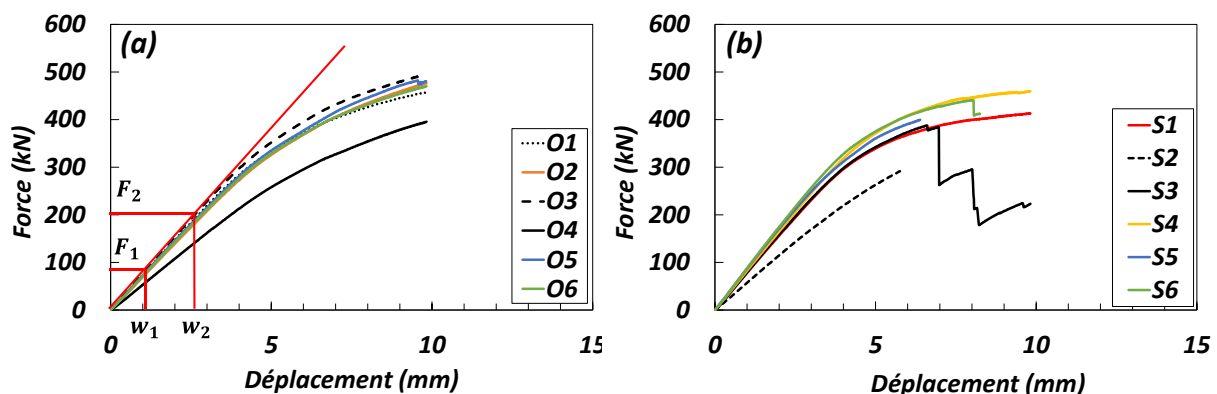 (a)
Force (kN)
600
500
400
300
200
100
0
F₂
F₁
w₁
w₂
0
5
10
15
Déplacement (mm)
O1
O2
O3
O4
O5
O6
(b)
Force (kN)
600
500
400
300
200
100
0
0
5
10
15
Déplacement (mm)
S1
S2
S3
S4
S5
S6